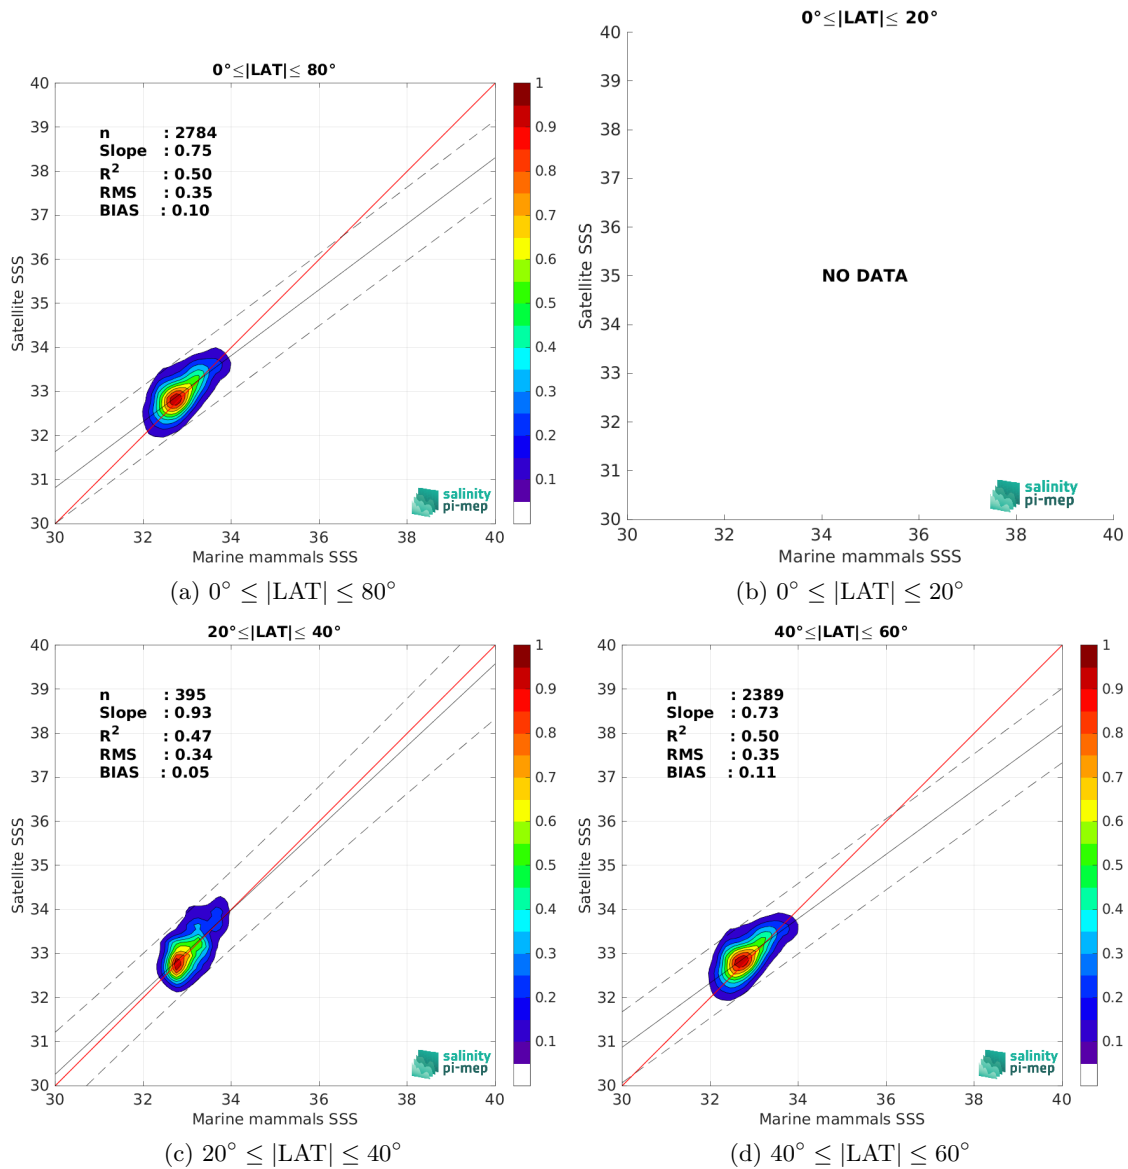 0°≤|LAT|≤ 80°
40
39
38
37
36
35
34
33
32
31
30
Satellite SSS
n : 2784
Slope : 0.75
R² : 0.50
RMS : 0.35
BIAS : 0.10
salinity
pi-mep
30 32 34 36 38 40
Marine mammals SSS
1
0.9
0.8
0.7
0.6
0.5
0.4
0.3
0.2
0.1
(a) 0° ≤ |LAT| ≤ 80°
0°≤|LAT|≤ 20°
40
39
38
37
36
35
34
33
32
31
30
Satellite SSS
NO DATA
salinity
pi-mep
30 32 34 36 38 40
Marine mammals SSS
(b) 0° ≤ |LAT| ≤ 20°
20°≤|LAT|≤ 40°
40
39
38
37
36
35
34
33
32
31
30
Satellite SSS
n : 395
Slope : 0.93
R² : 0.47
RMS : 0.34
BIAS : 0.05
salinity
pi-mep
30 32 34 36 38 40
Marine mammals SSS
1
0.9
0.8
0.7
0.6
0.5
0.4
0.3
0.2
0.1
(c) 20° ≤ |LAT| ≤ 40°
40°≤|LAT|≤ 60°
40
39
38
37
36
35
34
33
32
31
30
Satellite SSS
n : 2389
Slope : 0.73
R² : 0.50
RMS : 0.35
BIAS : 0.11
salinity
pi-mep
30 32 34 36 38 40
Marine mammals SSS
1
0.9
0.8
0.7
0.6
0.5
0.4
0.3
0.2
0.1
(d) 40° ≤ |LAT| ≤ 60°